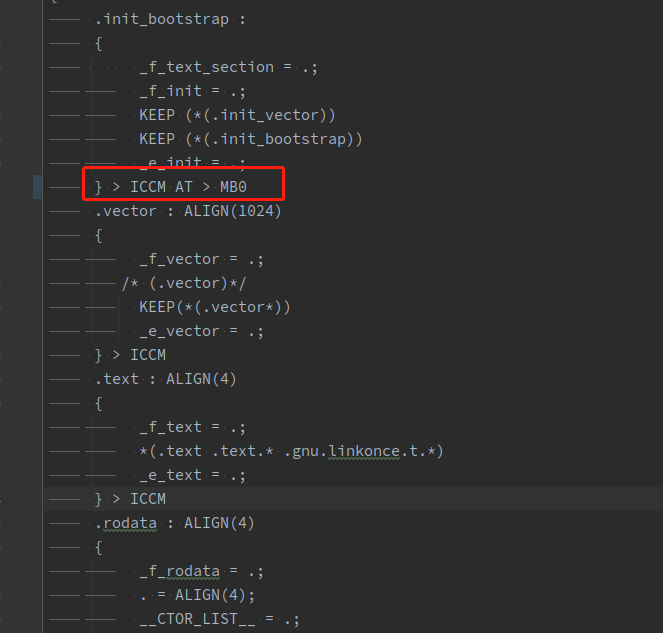 {
.init_bootstrap :
{
_f_text_section = .;
_f_init = .;
KEEP (*(.init_vector))
KEEP (*(.init_bootstrap))
_e_init = .;
} > ICCM AT > MB0
.vector : ALIGN(1024)
{
_f_vector = .;
/* (.vector)*/
KEEP(*(.vector*))
_e_vector = .;
} > ICCM
.text : ALIGN(4)
{
_f_text = .;
*(.text .text.* .gnu.linkonce.t.*)
_e_text = .;
} > ICCM
.rodata : ALIGN(4)
{
_f_rodata = .;
. = ALIGN(4);
__CTOR_LIST__ = .;